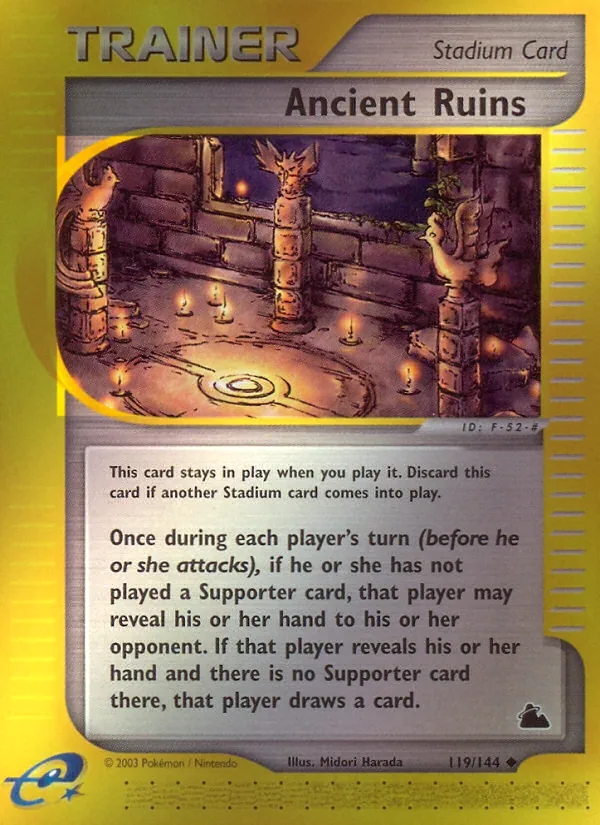 TRAINER
Stadium Card
Ancient Ruins
ID: F-52-#
This card stays in play when you play it. Discard this
card if another Stadium card comes into play.
Once during each player's turn (before he
or she attacks), if he or she has not
played a Supporter card, that player may
reveal his or her hand to his or her
opponent. If that player reveals his or her
hand and there is no Supporter card
there, that player draws a card.
© 2003 Pokémon / Nintendo
Illus. Midori Harada
119/144 ◆
e